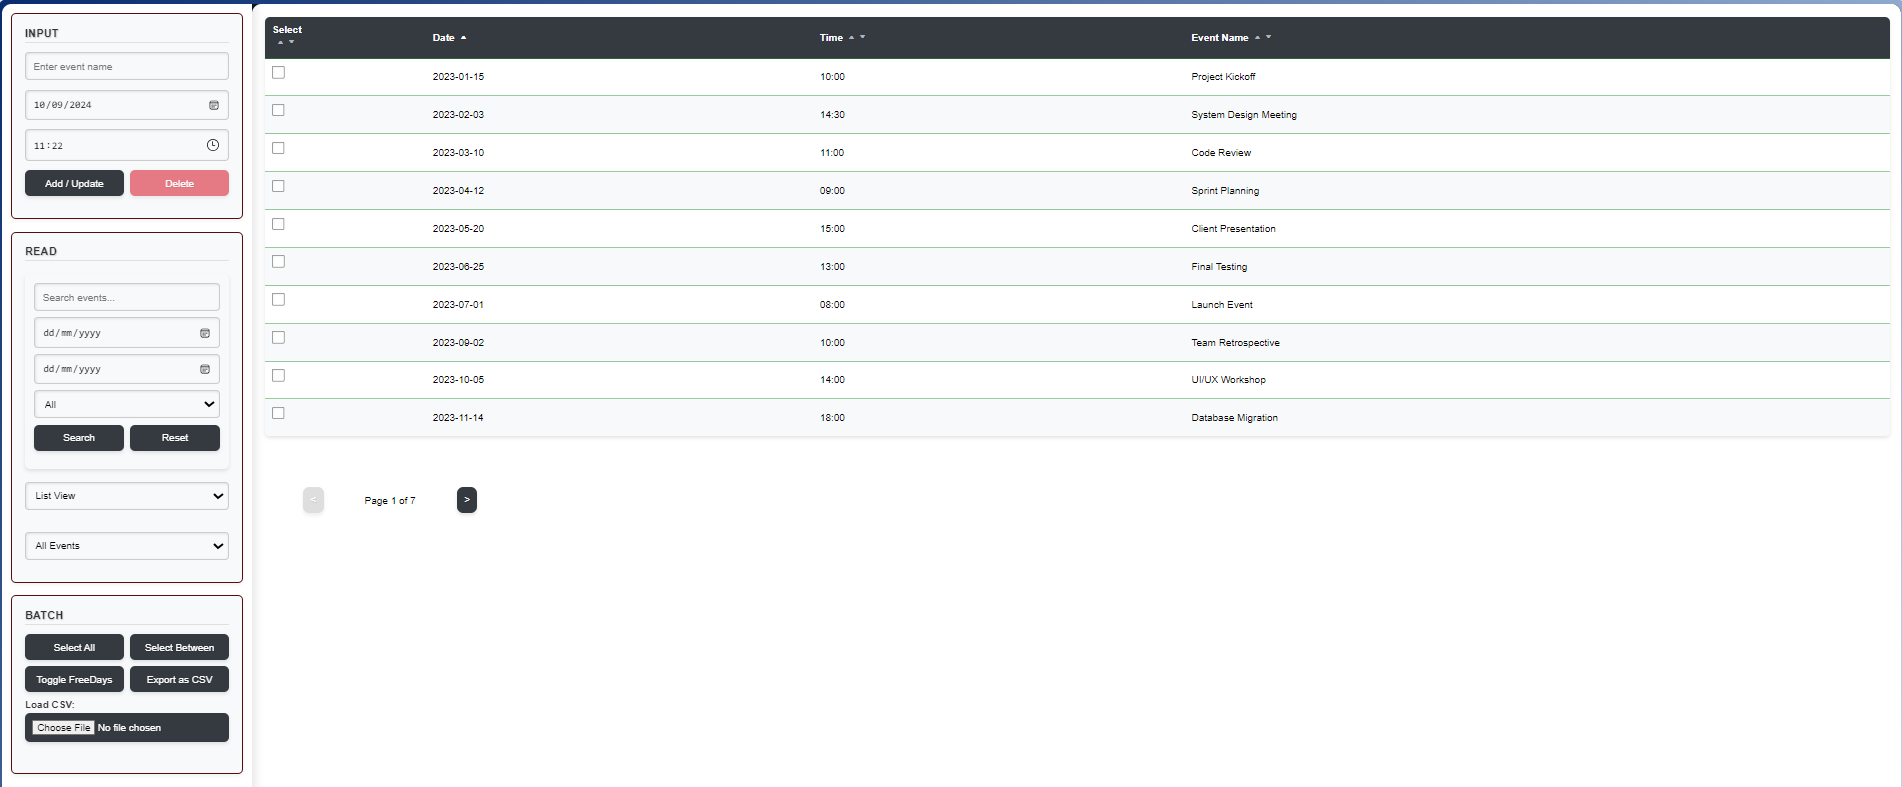 INPUT
Enter event name
10/09/2024
11:22
Add / Update Delete
READ
Search events...
dd/mm/yyyy
dd/mm/yyyy
All
Search Reset
List View
All Events
BATCH
Select All Select Between
Toggle FreeDays Export as CSV
Load CSV:
Choose File No file chosen
Select Date Time Event Name
2023-01-15 10:00 Project Kickoff
2023-02-03 14:30 System Design Meeting
2023-03-10 11:00 Code Review
2023-04-12 09:00 Sprint Planning
2023-05-20 15:00 Client Presentation
2023-06-25 13:00 Final Testing
2023-07-01 08:00 Launch Event
2023-09-02 10:00 Team Retrospective
2023-10-05 14:00 UI/UX Workshop
2023-11-14 18:00 Database Migration
< Page 1 of 7 >